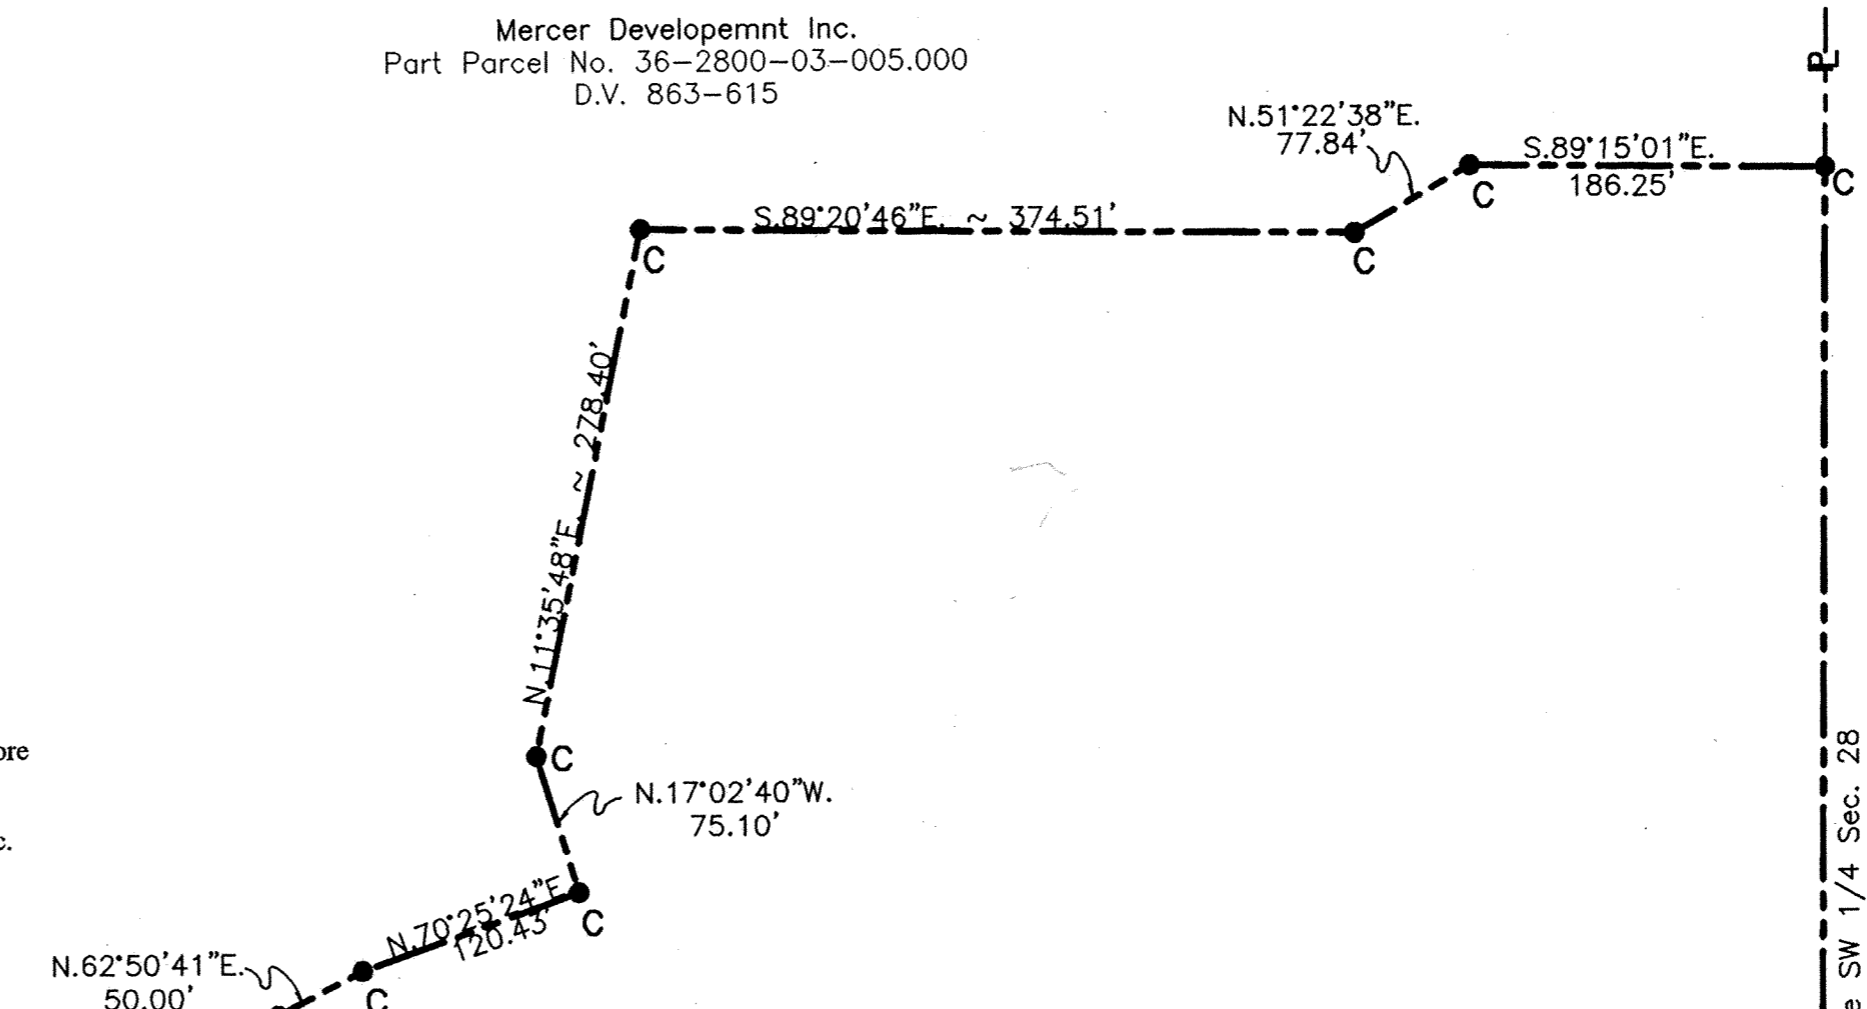 Mercer Developemnt Inc.
Part Parcel No. 36-2800-03-005.000
D.V. 863-615
PL
N.51°22'38"E.
77.84'
S.89°15'01"E.
186.25'
C
C
S.89°20'46"E. ~ 374.51'
C
C
N.11°35'48"E. ~ 278.40'
C
N.17°02'40"W.
75.10'
N.70°25'24"E.
120.43'
C
N.62°50'41"E.
50.00'
C
SW 1/4 Sec. 28